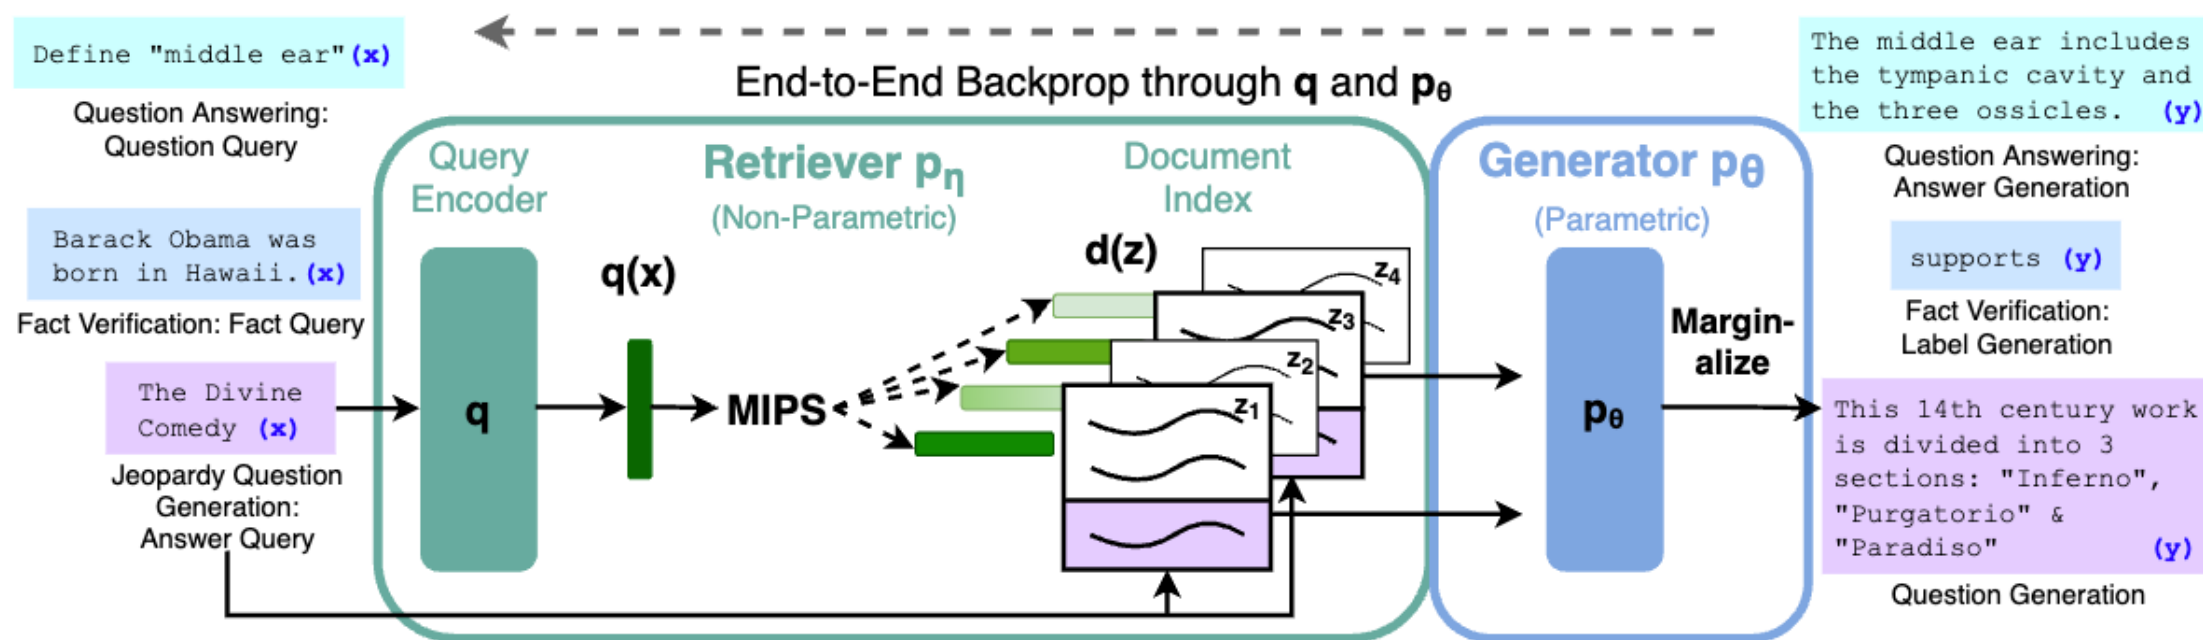 Define "middle ear" (x)
Question Answering:
Question Query
Barack Obama was
born in Hawaii. (x)
Fact Verification: Fact Query
The Divine
Comedy (x)
Jeopardy Question
Generation:
Answer Query
End-to-End Backprop through q and pθ
Query
Encoder
Retriever pη
(Non-Parametric)
Document
Index
q
q(x)
MIPS
d(z)
z4
z3
z2
z1
Generator pθ
(Parametric)
pθ
Margin-
alize
The middle ear includes
the tympanic cavity and
the three ossicles. (y)
Question Answering:
Answer Generation
supports (y)
Fact Verification:
Label Generation
This 14th century work
is divided into 3
sections: "Inferno",
"Purgatorio" &
"Paradiso" (y)
Question Generation